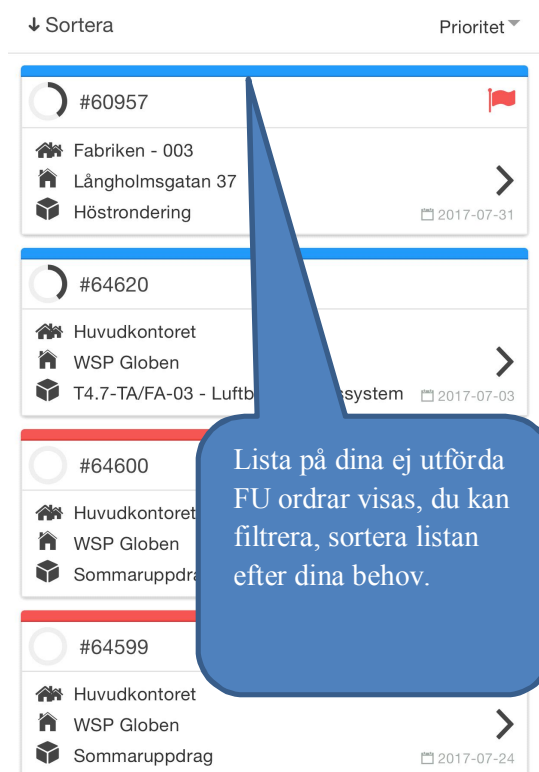 Sortera
Prioritet
#60957
Fabriken - 003
Långholmsgatan 37
Höstrondering
2017-07-31
#64620
Huvudkontoret
WSP Globen
T4.7-TA/FA-03 - Luftb ssystem
2017-07-03
#64600
Huvudkontoret
WSP Globen
Sommaruppdra
Lista på dina ej utförda
FU ordrar visas, du kan
filtrera, sortera listan
efter dina behov.
#64599
Huvudkontoret
WSP Globen
Sommaruppdrag
2017-07-24